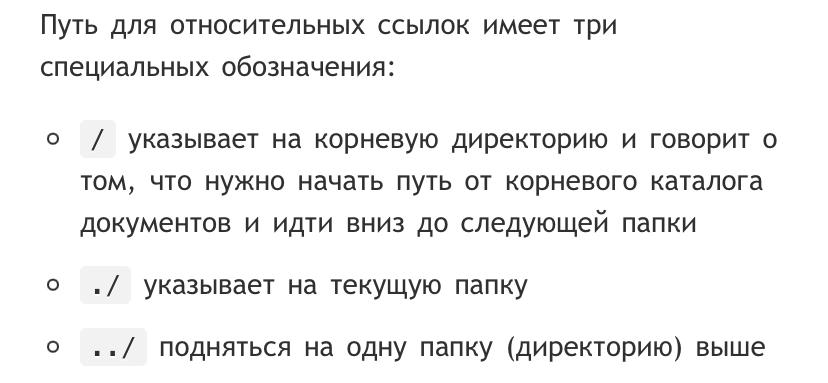 Путь для относительных ссылок имеет три
специальных обозначения:
/ указывает на корневую директорию и говорит о
том, что нужно начать путь от корневого каталога
документов и идти вниз до следующей папки
./ указывает на текущую папку
../ подняться на одну папку (директорию) выше